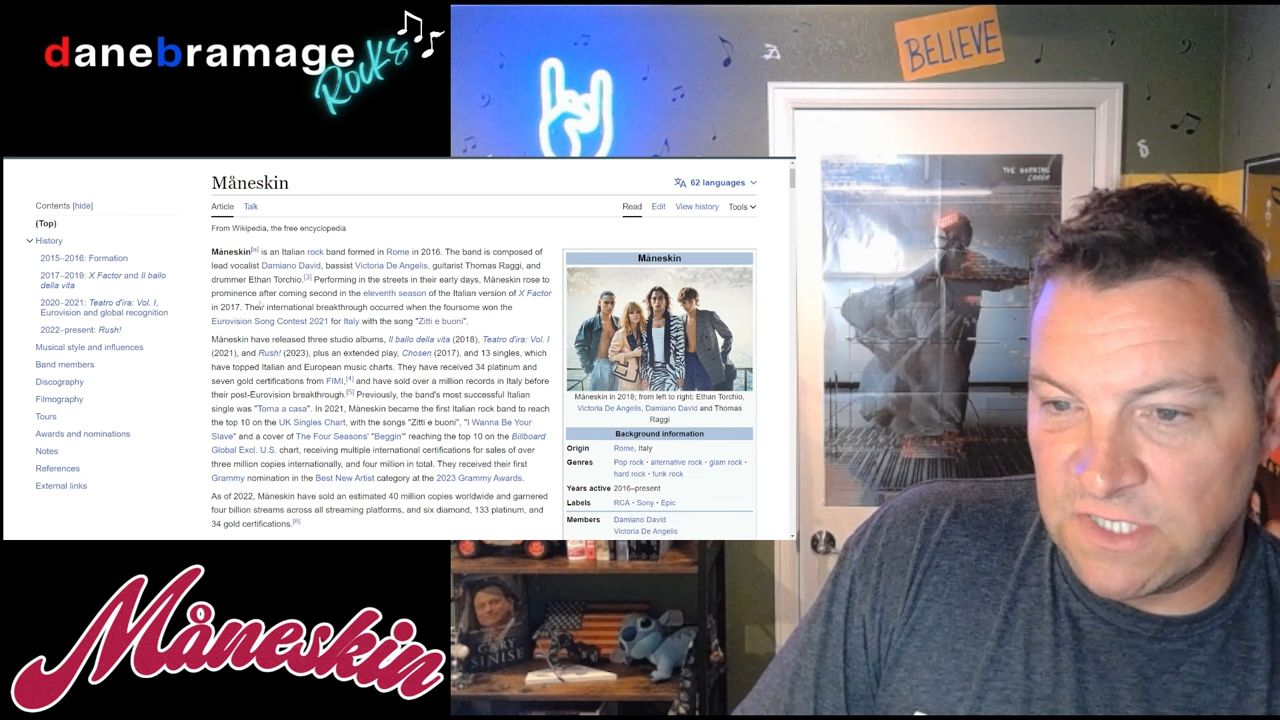 danebramage
Rocks
BELIEVE
THE WARNING
ERROR
Måneskin
62 languages
Contents [hide]
(Top)
History
2015–2016: Formation
2017–2019: X Factor and Il ballo
della vita
2020–2021: Teatro d'ira: Vol. I,
Eurovision and global recognition
2022–present: Rush!
Musical style and influences
Band members
Discography
Filmography
Tours
Awards and nominations
Notes
References
External links
Article Talk
Read Edit View history Tools
From Wikipedia, the free encyclopedia
Måneskin[a] is an Italian rock band formed in Rome in 2016. The band is composed of
lead vocalist Damiano David, bassist Victoria De Angelis, guitarist Thomas Raggi, and
drummer Ethan Torchio.[3] Performing in the streets in their early days, Måneskin rose to
prominence after coming second in the eleventh season of the Italian version of X Factor
in 2017. Their international breakthrough occurred when the foursome won the
Eurovision Song Contest 2021 for Italy with the song "Zitti e buoni".
Måneskin have released three studio albums, Il ballo della vita (2018), Teatro d'ira: Vol. I
(2021), and Rush! (2023), plus an extended play, Chosen (2017), and 13 singles, which
have topped Italian and European music charts. They have received 34 platinum and
seven gold certifications from FIMI,[4] and have sold over a million records in Italy before
their post-Eurovision breakthrough.[5] Previously, the band's most successful Italian
single was "Torna a casa". In 2021, Måneskin became the first Italian rock band to reach
the top 10 on the UK Singles Chart, with the songs "Zitti e buoni", "I Wanna Be Your
Slave" and a cover of The Four Seasons' "Beggin'" reaching the top 10 on the Billboard
Global Excl. U.S. chart, receiving multiple international certifications for sales of over
three million copies internationally, and four million in total. They received their first
Grammy nomination in the Best New Artist category at the 2023 Grammy Awards.
As of 2022, Måneskin have sold an estimated 40 million copies worldwide and garnered
four billion streams across all streaming platforms, and six diamond, 133 platinum, and
34 gold certifications.[6]
Måneskin
Måneskin in 2018; from left to right: Ethan Torchio,
Victoria De Angelis, Damiano David and Thomas
Raggi
Background information
Origin Rome, Italy
Genres Pop rock · alternative rock · glam rock ·
hard rock · funk rock
Years active 2016–present
Labels RCA · Sony · Epic
Members Damiano David
Victoria De Angelis
GARY
SINISE
Måneskin